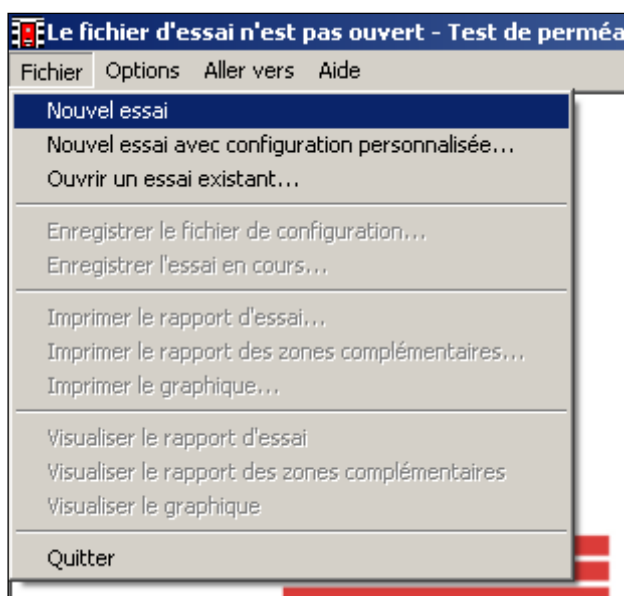 Le fichier d'essai n'est pas ouvert - Test de perméa
Fichier Options Aller vers Aide
Nouvel essai
Nouvel essai avec configuration personnalisée...
Ouvrir un essai existant...
Enregistrer le fichier de configuration...
Enregistrer l'essai en cours...
Imprimer le rapport d'essai...
Imprimer le rapport des zones complémentaires...
Imprimer le graphique...
Visualiser le rapport d'essai
Visualiser le rapport des zones complémentaires
Visualiser le graphique
Quitter